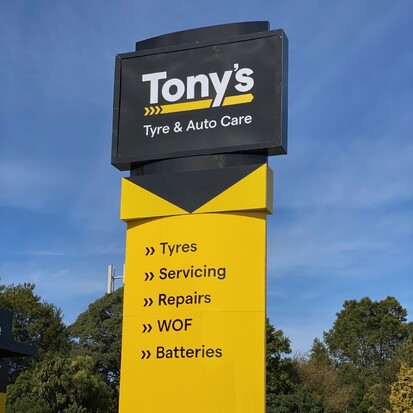 Tony's
Tyre & Auto Care
» Tyres
» Servicing
» Repairs
» WOF
» Batteries